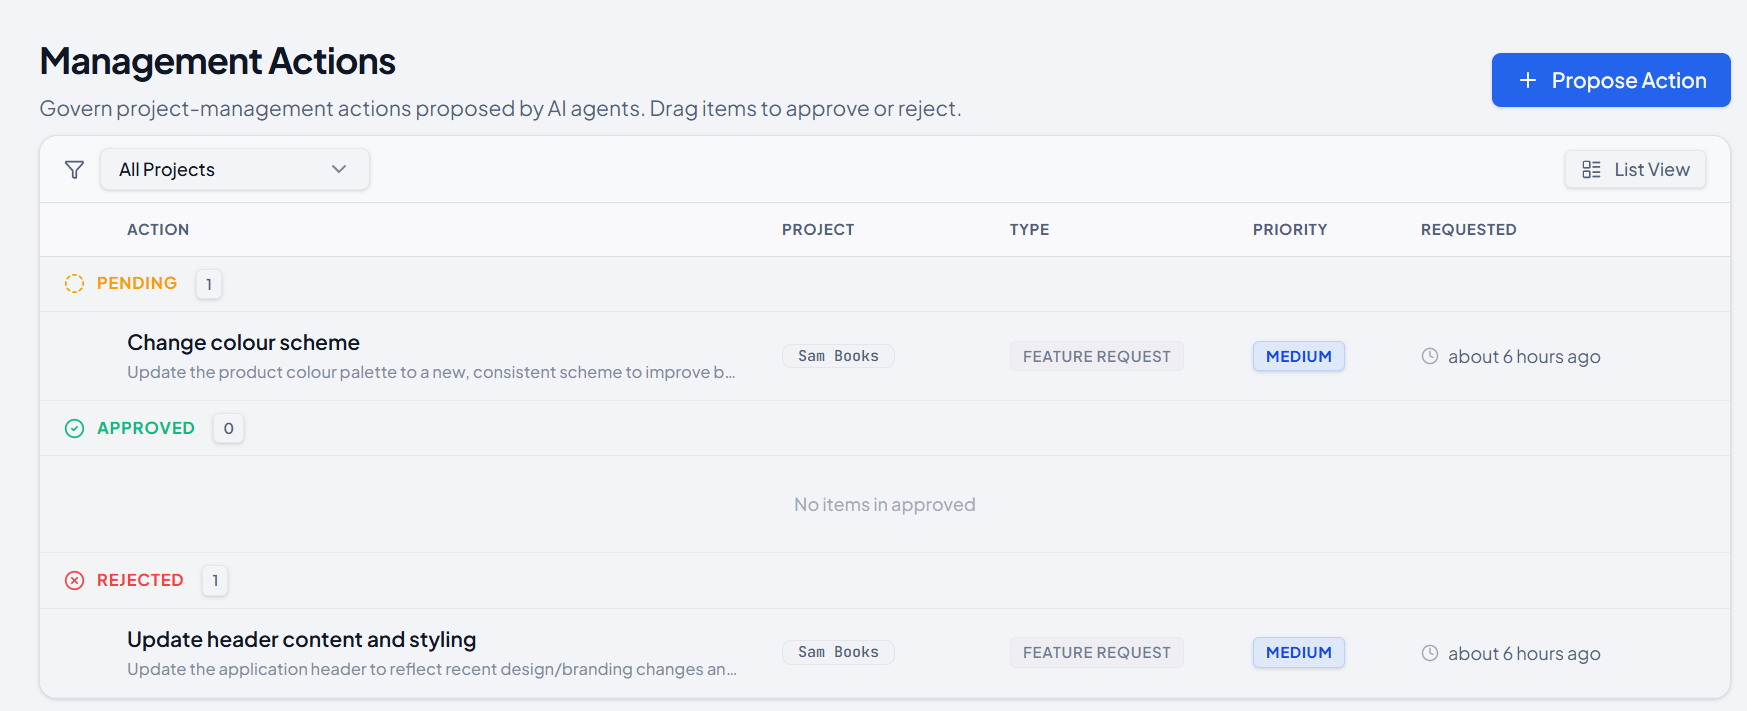 Management Actions
Govern project-management actions proposed by AI agents. Drag items to approve or reject.
Propose Action
All Projects
List View
ACTION PROJECT TYPE PRIORITY REQUESTED
PENDING 1
Change colour scheme
Update the product colour palette to a new, consistent scheme to improve b...
Sam Books FEATURE REQUEST MEDIUM about 6 hours ago
APPROVED 0
No items in approved
REJECTED 1
Update header content and styling
Update the application header to reflect recent design/branding changes an...
Sam Books FEATURE REQUEST MEDIUM about 6 hours ago